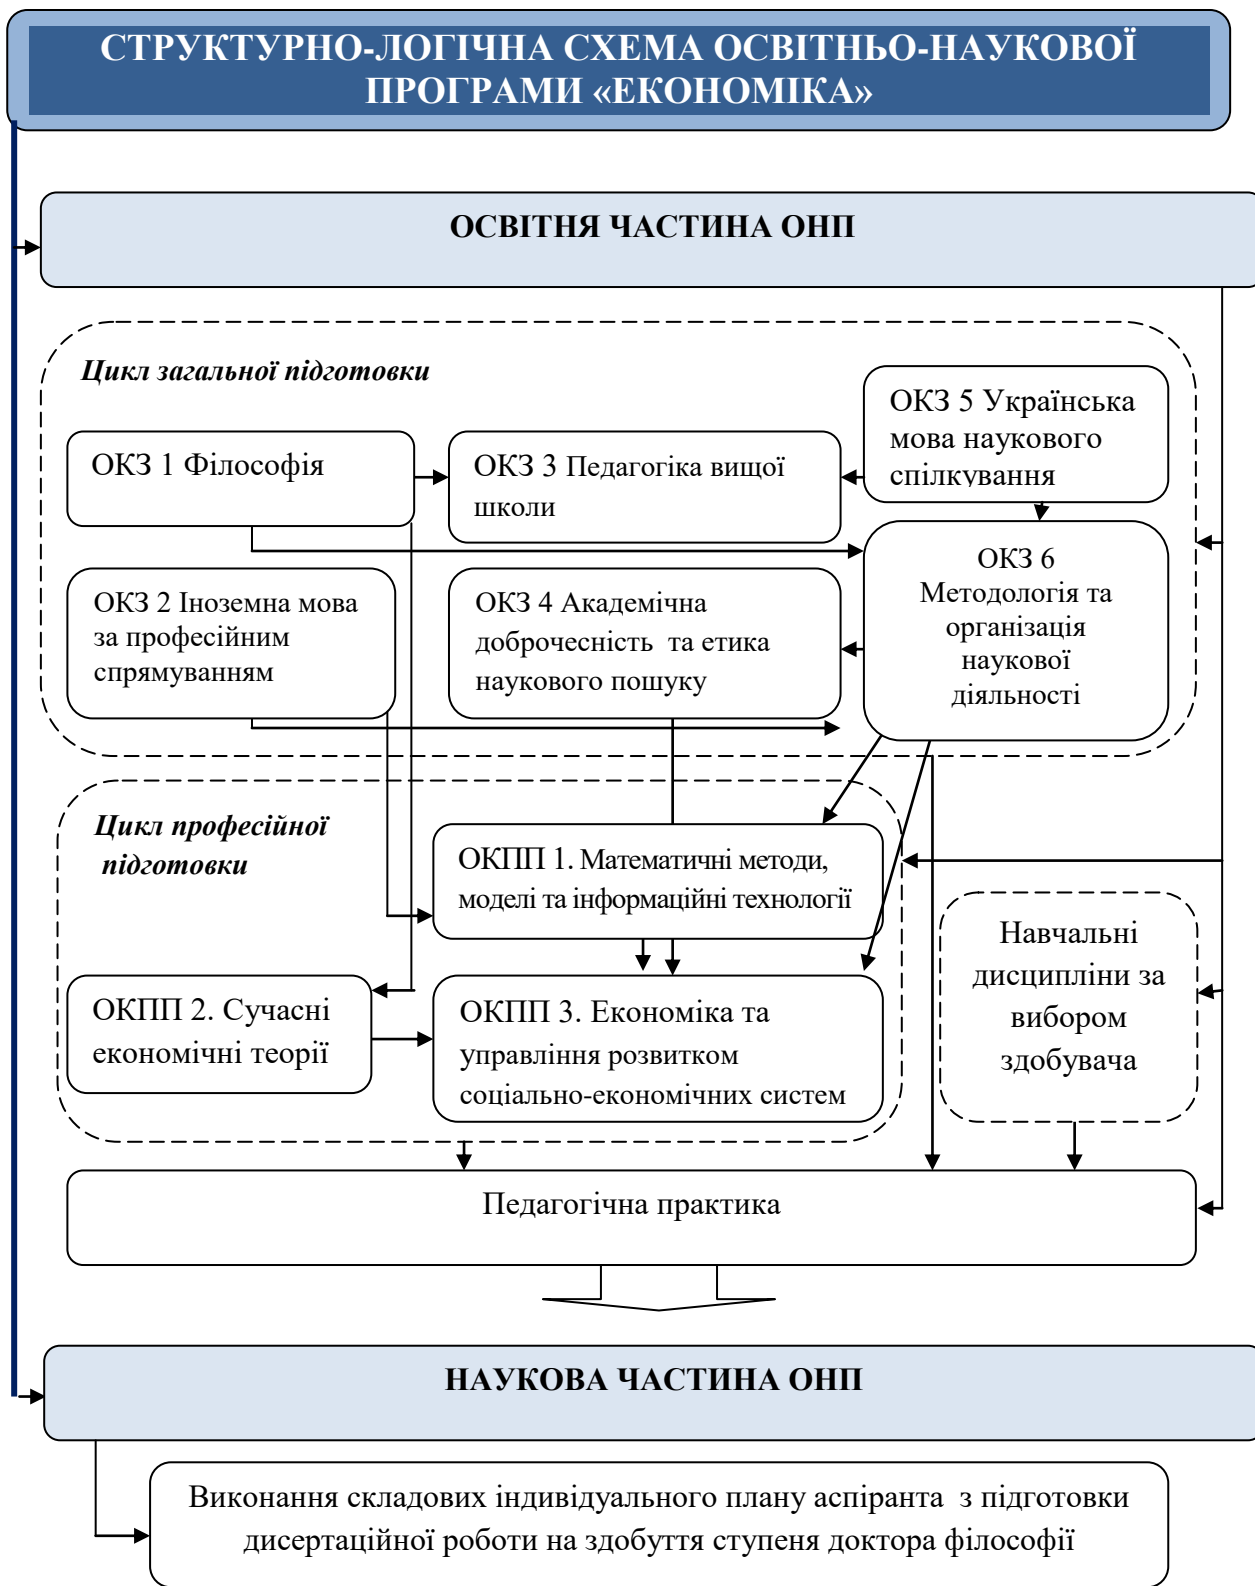 СТРУКТУРНО-ЛОГІЧНА СХЕМА ОСВІТНЬО-НАУКОВОЇ
ПРОГРАМИ «ЕКОНОМІКА»
ОСВІТНЯ ЧАСТИНА ОНП
Цикл загальної підготовки
ОКЗ 1 Філософія
ОКЗ 3 Педагогіка вищої
школи
ОКЗ 5 Українська
мова наукового
спілкування
ОКЗ 2 Іноземна мова
за професійним
спрямуванням
ОКЗ 4 Академічна
доброчесність та етика
наукового пошуку
ОКЗ 6
Методологія та
організація
наукової
діяльності
Цикл професійної
підготовки
ОКПП 1. Математичні методи,
моделі та інформаційні технології
ОКПП 2. Сучасні
економічні теорії
ОКПП 3. Економіка та
управління розвитком
соціально-економічних систем
Навчальні
дисципліни за
вибором
здобувача
Педагогічна практика
НАУКОВА ЧАСТИНА ОНП
Виконання складових індивідуального плану аспіранта з підготовки
дисертаційної роботи на здобуття ступеня доктора філософії